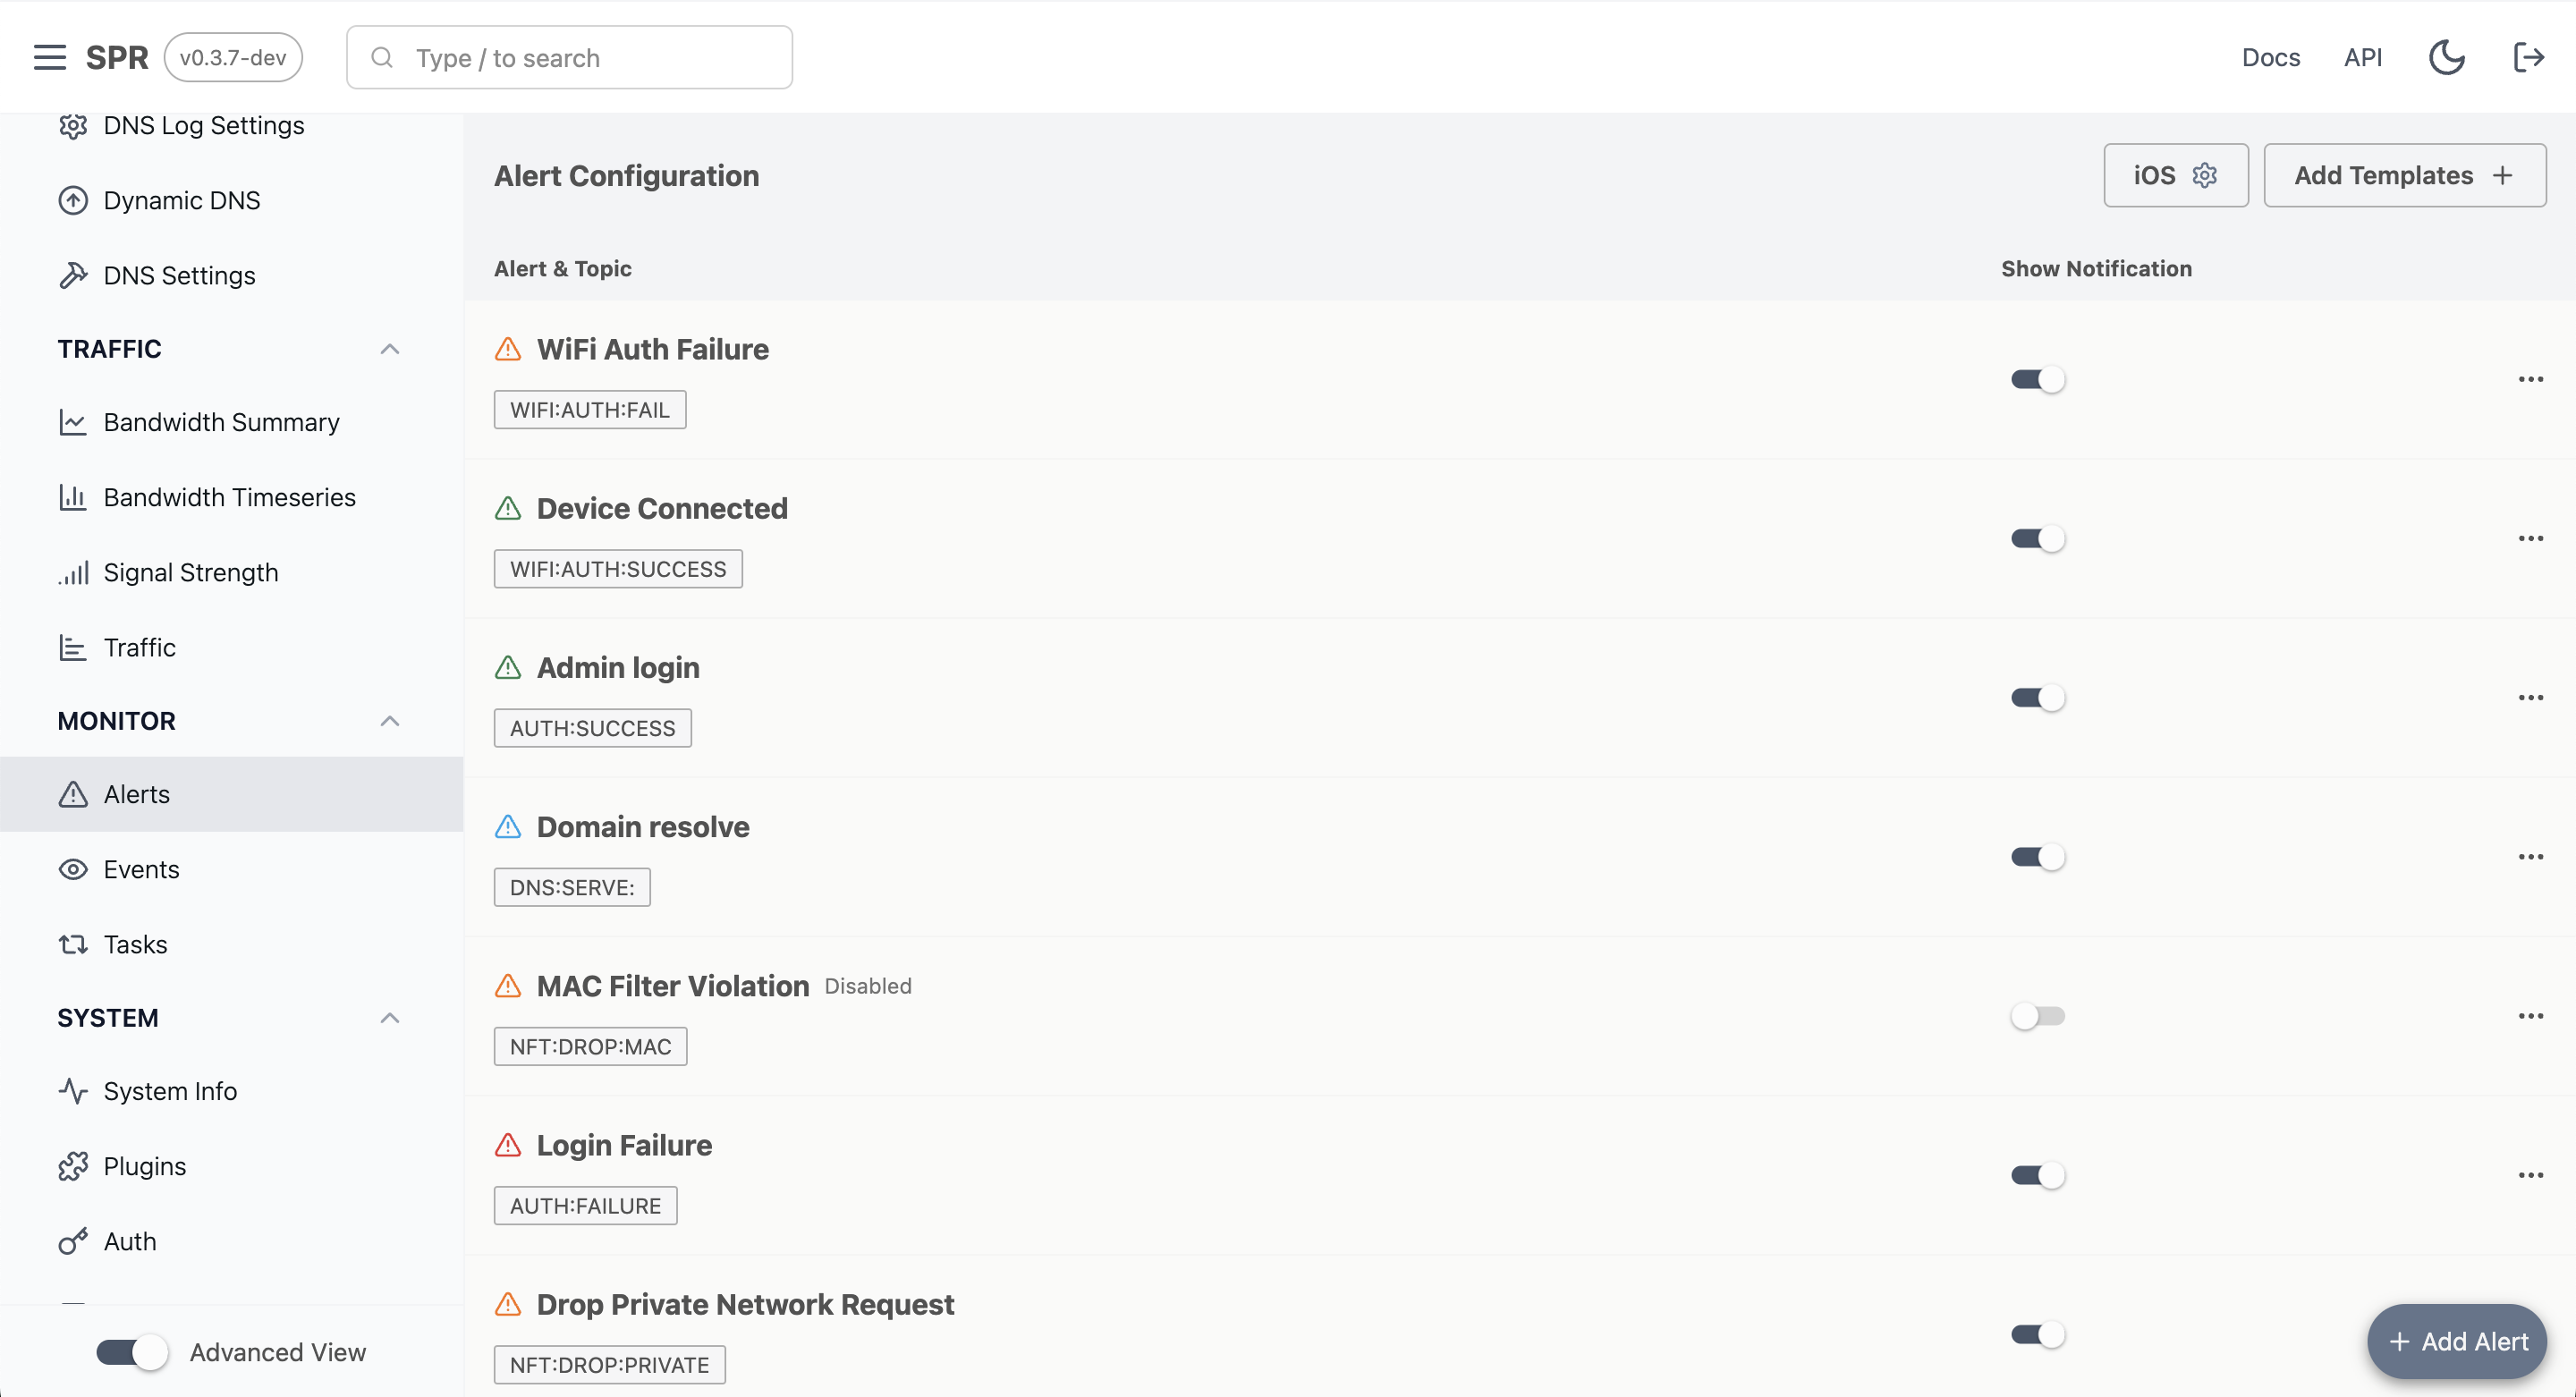 SPR v0.3.7-dev Type / to search Docs API
DNS Log Settings
Dynamic DNS
DNS Settings
TRAFFIC
Bandwidth Summary
Bandwidth Timeseries
Signal Strength
Traffic
MONITOR
Alerts
Events
Tasks
SYSTEM
System Info
Plugins
Auth
Advanced View
Alert Configuration iOS Add Templates +
Alert & Topic Show Notification
WiFi Auth Failure
WIFI:AUTH:FAIL
Device Connected
WIFI:AUTH:SUCCESS
Admin login
AUTH:SUCCESS
Domain resolve
DNS:SERVE:
MAC Filter Violation Disabled
NFT:DROP:MAC
Login Failure
AUTH:FAILURE
Drop Private Network Request
NFT:DROP:PRIVATE
+ Add Alert